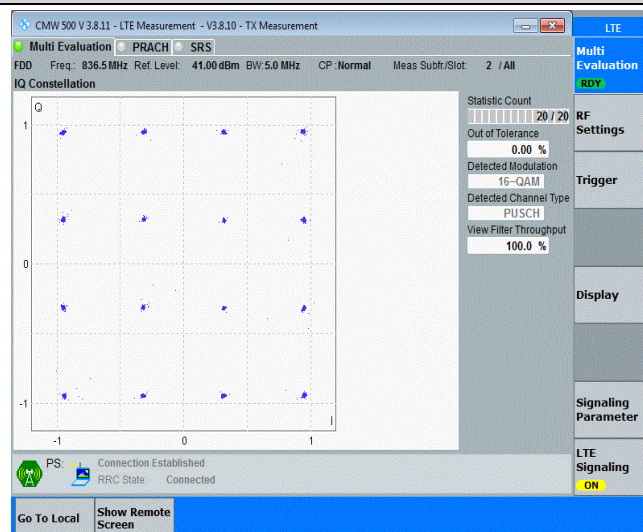 CMW 500 V 3.8.11 - LTE Measurement - V3.8.10 - TX Measurement
LTE
Multi Evaluation PRACH SRS
Multi
Evaluation
RDY
FDD Freq.: 836.5 MHz Ref. Level: 41.00 dBm BW: 5.0 MHz CP : Normal Meas Subfr./Slot: 2 / All
IQ Constellation
Q
1
0
-1
-1 0 1
I
Statistic Count
20 / 20
Out of Tolerance
0.00 %
Detected Modulation
16-QAM
Detected Channel Type
PUSCH
View Filter Throughput
100.0 %
RF
Settings
Trigger
Display
Signaling
Parameter
LTE
Signaling
ON
PS: Connection Established
RRC State: Connected
Go To Local
Show Remote
Screen